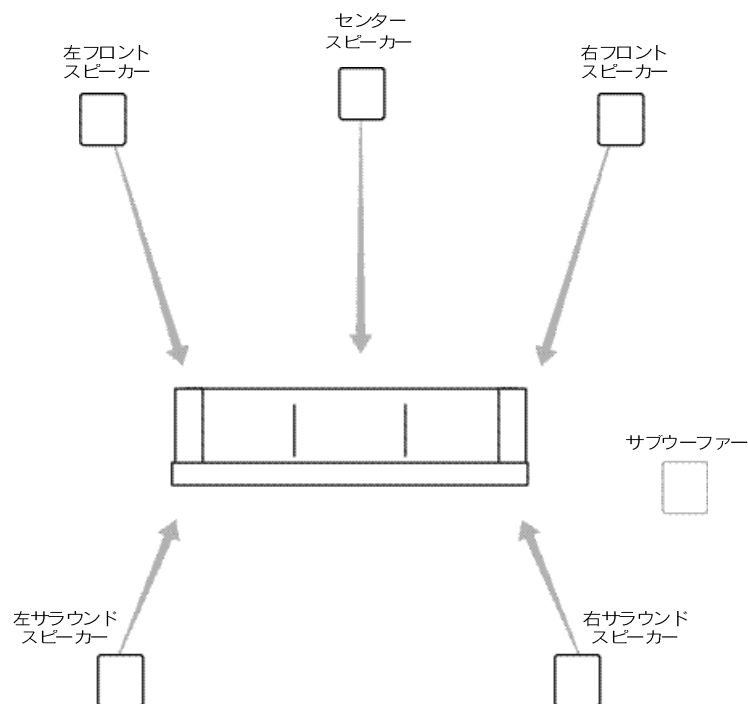 センター
スピーカー
左フロント
スピーカー
右フロント
スピーカー
サブウーファー
左サラウンド
スピーカー
右サラウンド
スピーカー